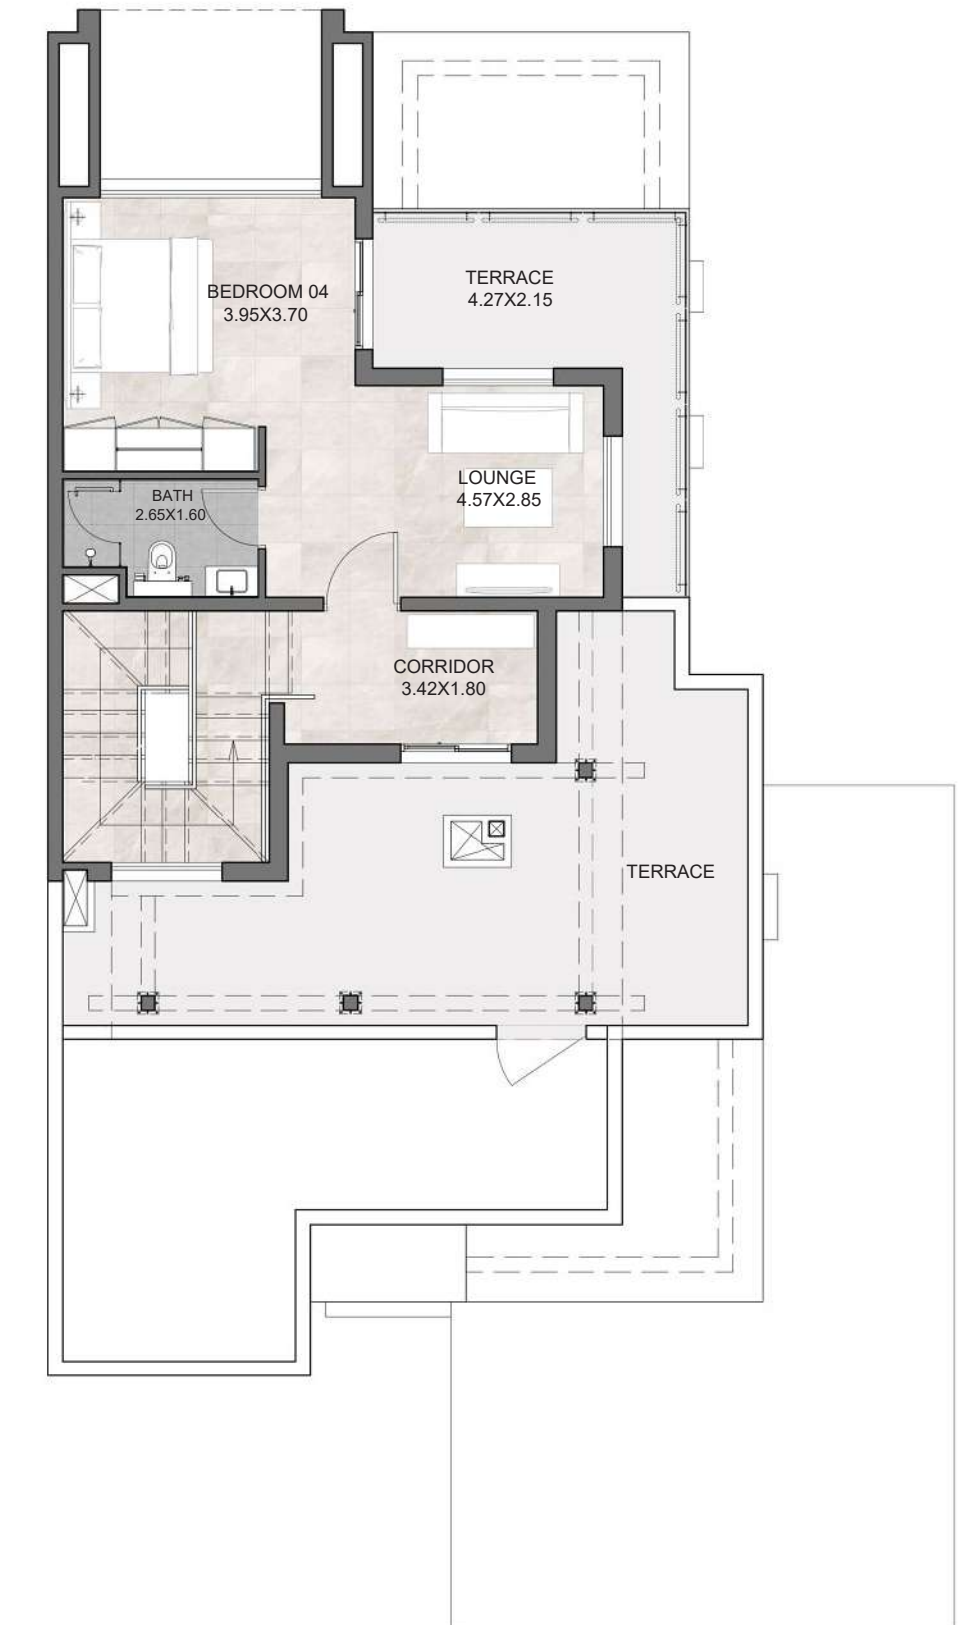 TERRACE
4.27X2.15
BEDROOM 04
3.95X3.70
LOUNGE
4.57X2.85
BATH
2.65X1.60
CORRIDOR
3.42X1.80
TERRACE